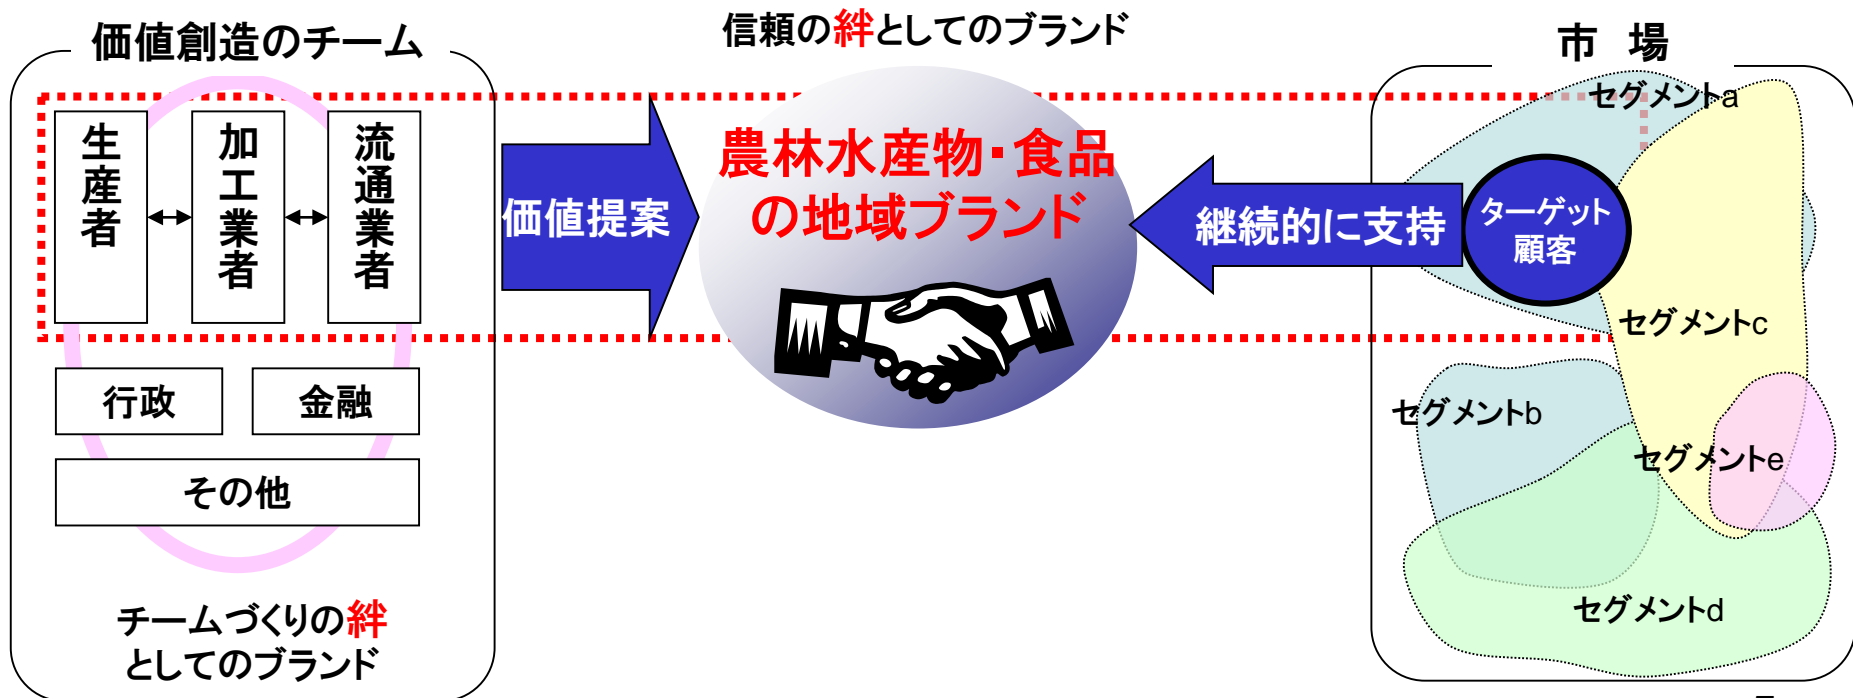 価値創造のチーム
生産者
加工業者
流通業者
行政
金融
その他
チームづくりの絆
としてのブランド
価値提案
信頼の絆としてのブランド
農林水産物・食品
の地域ブランド
継続的に支持
市 場
セグメントa
ターゲット
顧客
セグメントc
セグメントb
セグメントe
セグメントd